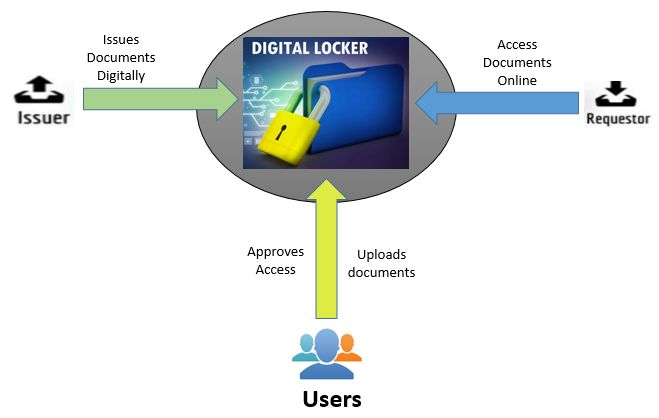 Issues
Documents
Digitally
DIGITAL LOCKER
Access
Documents
Online
Issuer
Requestor
Approves
Access
Uploads
documents
Users